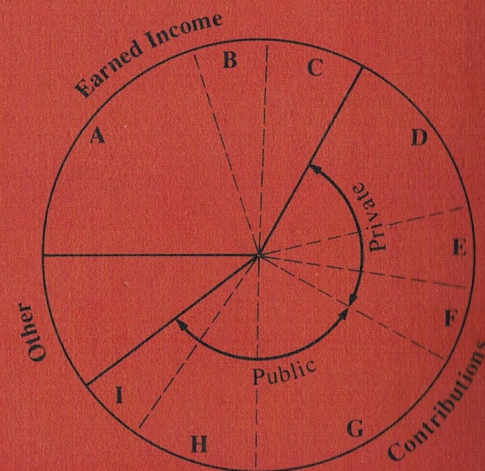 Earned Income
A
B
C
D
E
F
G
H
I
Private
Public
Other
Contributions